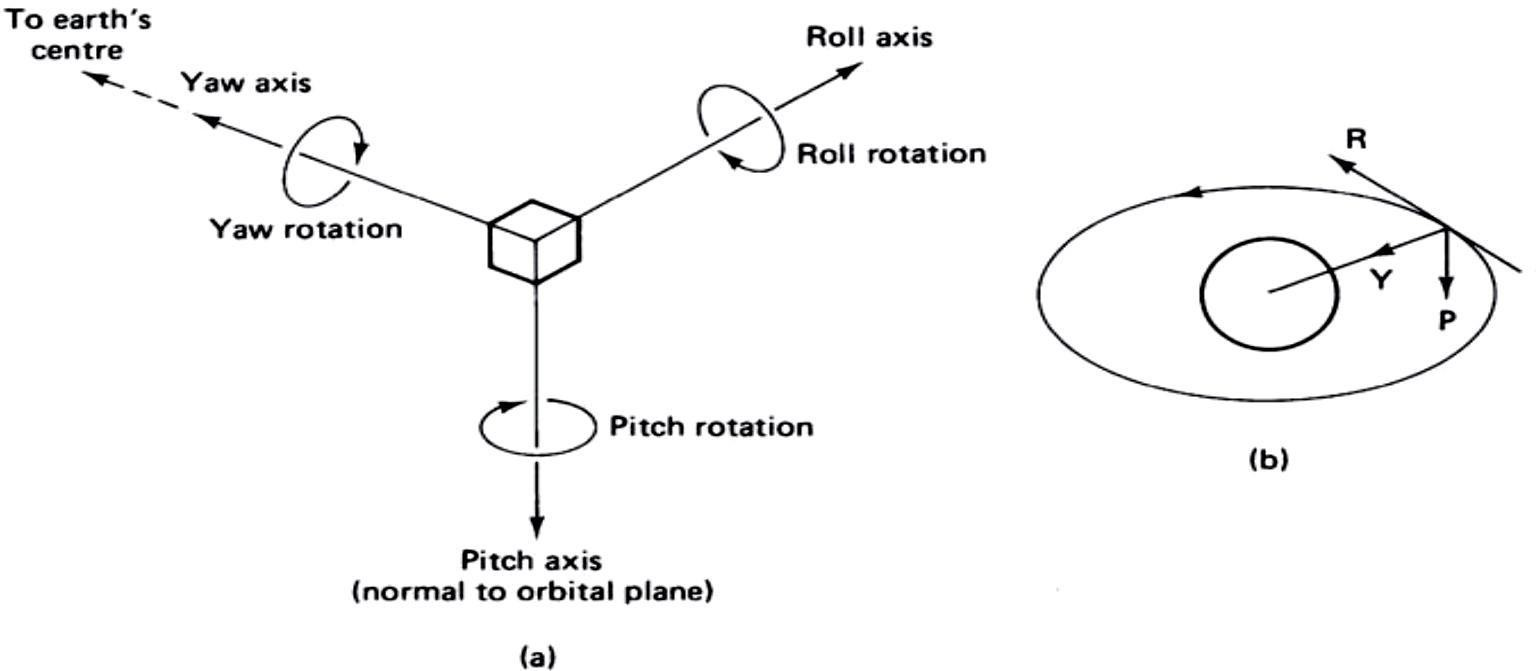 To earth's
centre
Yaw axis
Yaw rotation
Roll axis
Roll rotation
Pitch rotation
Pitch axis
(normal to orbital plane)
(a)
R
Y
P
(b)